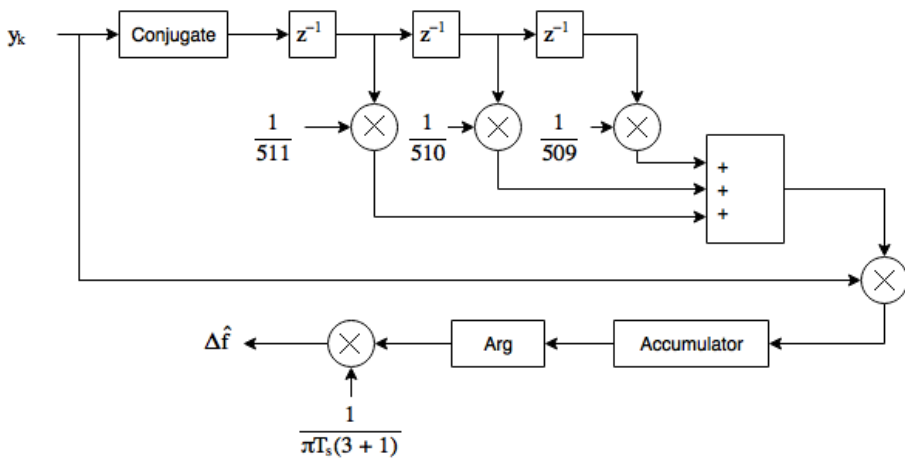 yₖ Conjugate z⁻¹ z⁻¹ z⁻¹
1/511 1/510 1/509
+
+
+
Δf̂ Arg Accumulator
1/(πTₛ(3 + 1))